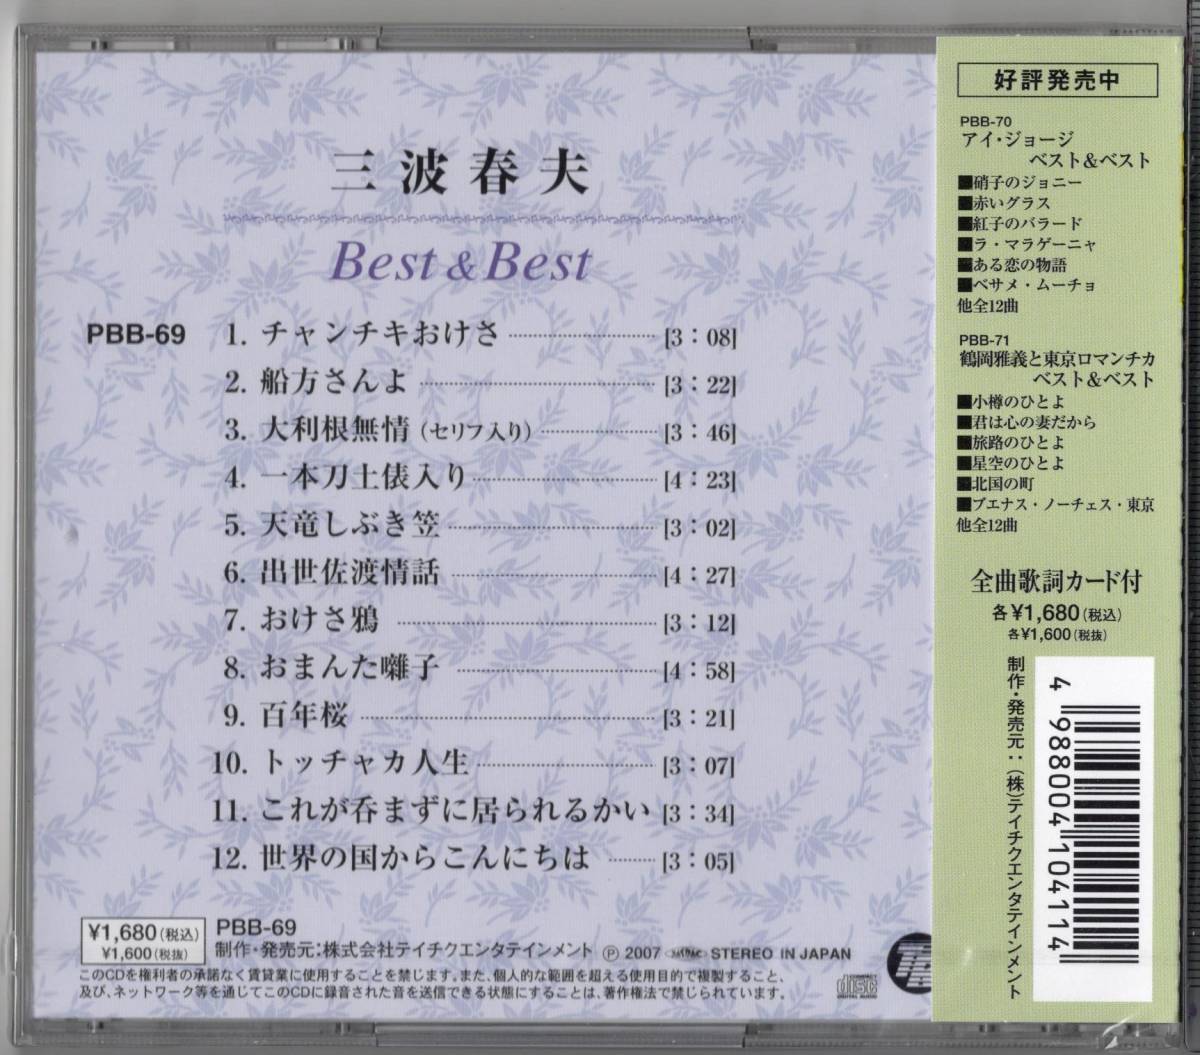 三波春夫
Best & Best
PBB-69
1. チャンチキおけさ [3：08]
2. 船方さんよ [3：22]
3. 大利根無情（セリフ入り） [3：46]
4. 一本刀土俵入り [4：23]
5. 天竜しぶき笠 [3：02]
6. 出世佐渡情話 [4：27]
7. おけさ鴉 [3：12]
8. おまんた囃子 [4：58]
9. 百年桜 [3：21]
10. トッチャカ人生 [3：07]
11. これが呑まずに居られるかい [3：34]
12. 世界の国からこんにちは [3：05]
¥1,680（税込）
¥1,600（税抜）
PBB-69
制作・発売元：株式会社テイチクエンタテインメント Ⓟ 2007 STEREO IN JAPAN
このCDを権利者の承諾なく賃貸業に使用することを禁じます。また、個人的な範囲を超える使用目的で複製すること、
及び、ネットワーク等を通じてこのCDに録音された音を送信できる状態にすることは、著作権法で禁じられています。
COMPACT
disc
DIGITAL AUDIO
好評発売中
PBB-70
アイ・ジョージ
ベスト＆ベスト
■硝子のジョニー
■赤いグラス
■紅子のバラード
■ラ・マラゲーニャ
■ある恋の物語
■ベサメ・ムーチョ
他全12曲
PBB-71
鶴岡雅義と東京ロマンチカ
ベスト＆ベスト
■小樽のひとよ
■君は心の妻だから
■旅路のひとよ
■星空のひとよ
■北国の町
■ブエナス・ノーチェス・東京
他全12曲
全曲歌詞カード付
各¥1,680（税込）
各¥1,600（税抜）
制作・発売元：（株）テイチクエンタテインメント
4 988004 104114